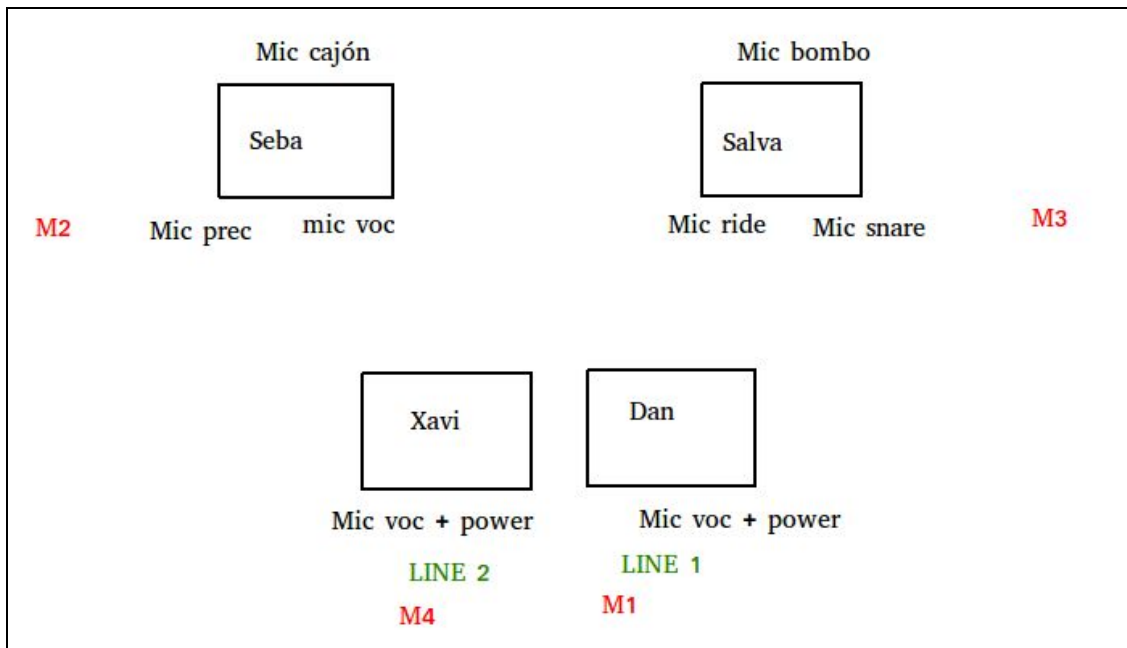 Mic cajón
Mic bombo
Seba
Salva
M2
Mic prec
mic voc
Mic ride
Mic snare
M3
Xavi
Dan
Mic voc + power
Mic voc + power
LINE 2
LINE 1
M4
M1